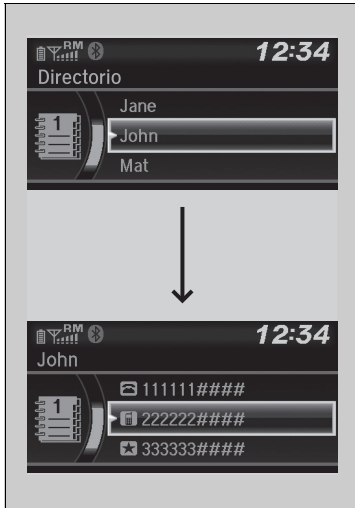 RM 12:34
Directorio
Jane
1
John
Mat
RM 12:34
John
111111####
1
222222####
333333####